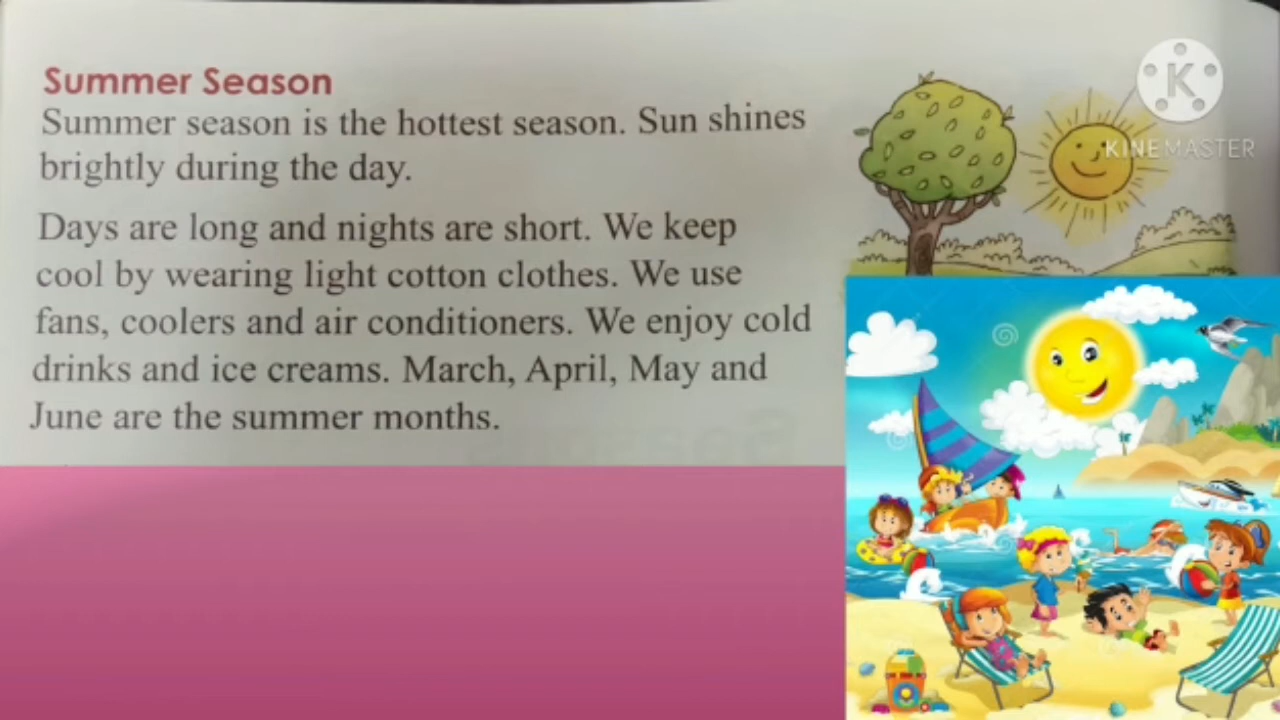 Summer Season
Summer season is the hottest season. Sun shines
brightly during the day.
Days are long and nights are short. We keep
cool by wearing light cotton clothes. We use
fans, coolers and air conditioners. We enjoy cold
drinks and ice creams. March, April, May and
June are the summer months.
K
KINEMASTER